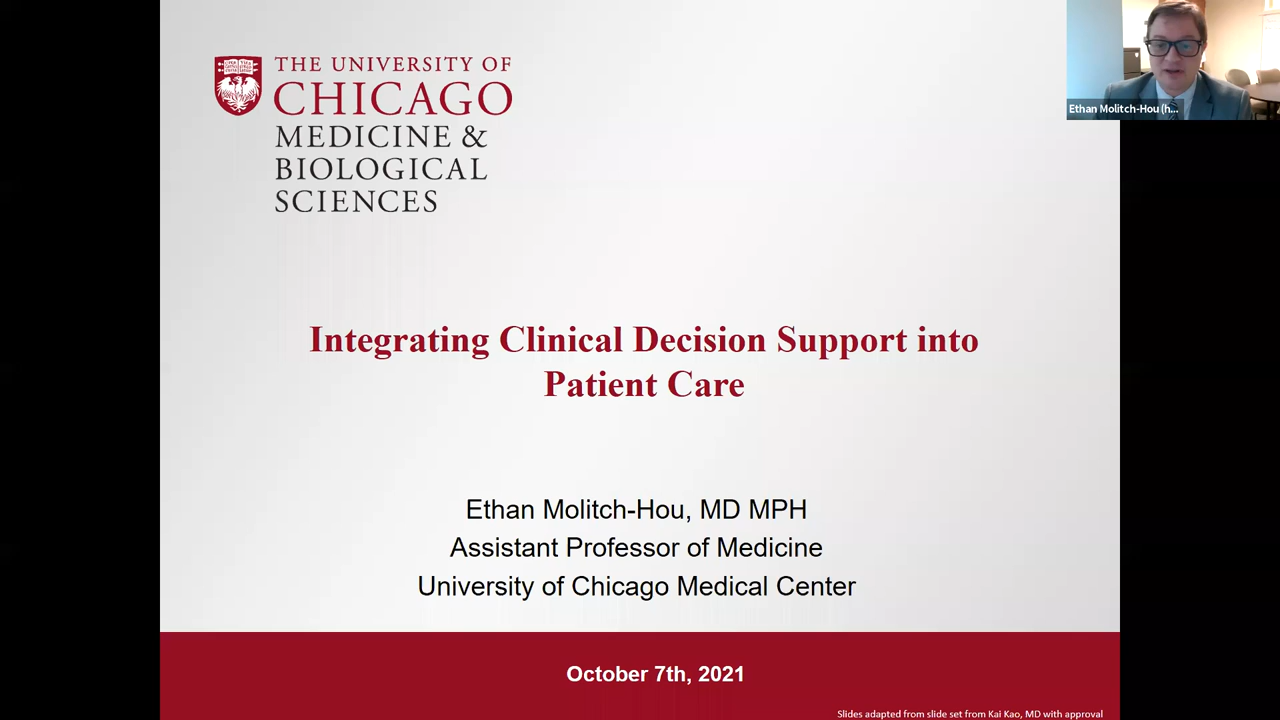 THE UNIVERSITY OF
CHICAGO
MEDICINE &
BIOLOGICAL
SCIENCES
Ethan Molitch-Hou (h...
Integrating Clinical Decision Support into
Patient Care
Ethan Molitch-Hou, MD MPH
Assistant Professor of Medicine
University of Chicago Medical Center
October 7th, 2021
Slides adapted from slide set from Kai Kao, MD with approval